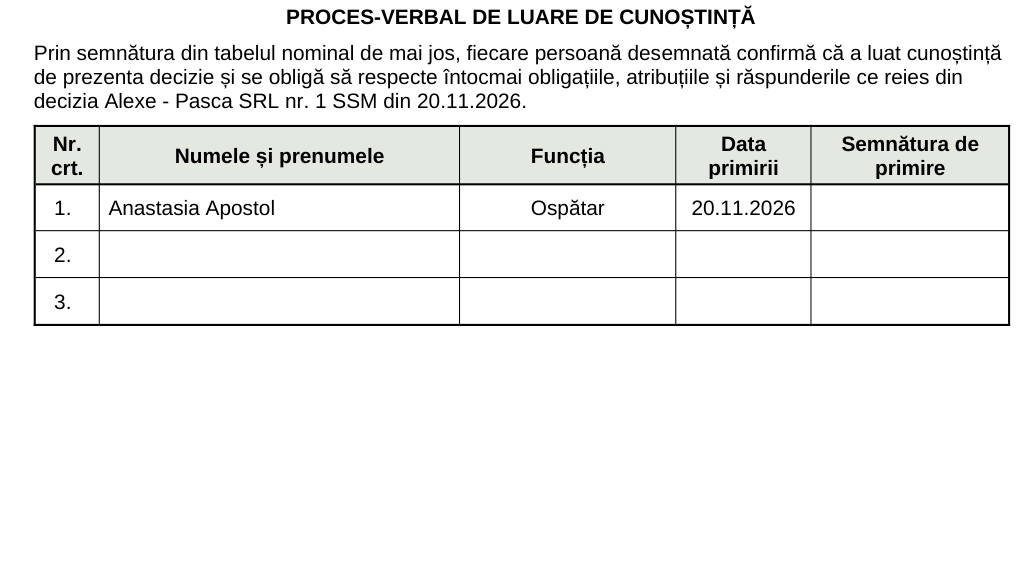 PROCES-VERBAL DE LUARE DE CUNOȘTINȚĂ
Prin semnătura din tabelul nominal de mai jos, fiecare persoană desemnată confirmă că a luat cunoștință
de prezenta decizie și se obligă să respecte întocmai obligațiile, atribuțiile și răspunderile ce reies din
decizia Alexe - Pasca SRL nr. 1 SSM din 20.11.2026.
Nr. crt. Numele și prenumele Funcția Data primirii Semnătura de primire
1. Anastasia Apostol Ospătar 20.11.2026
2.
3.